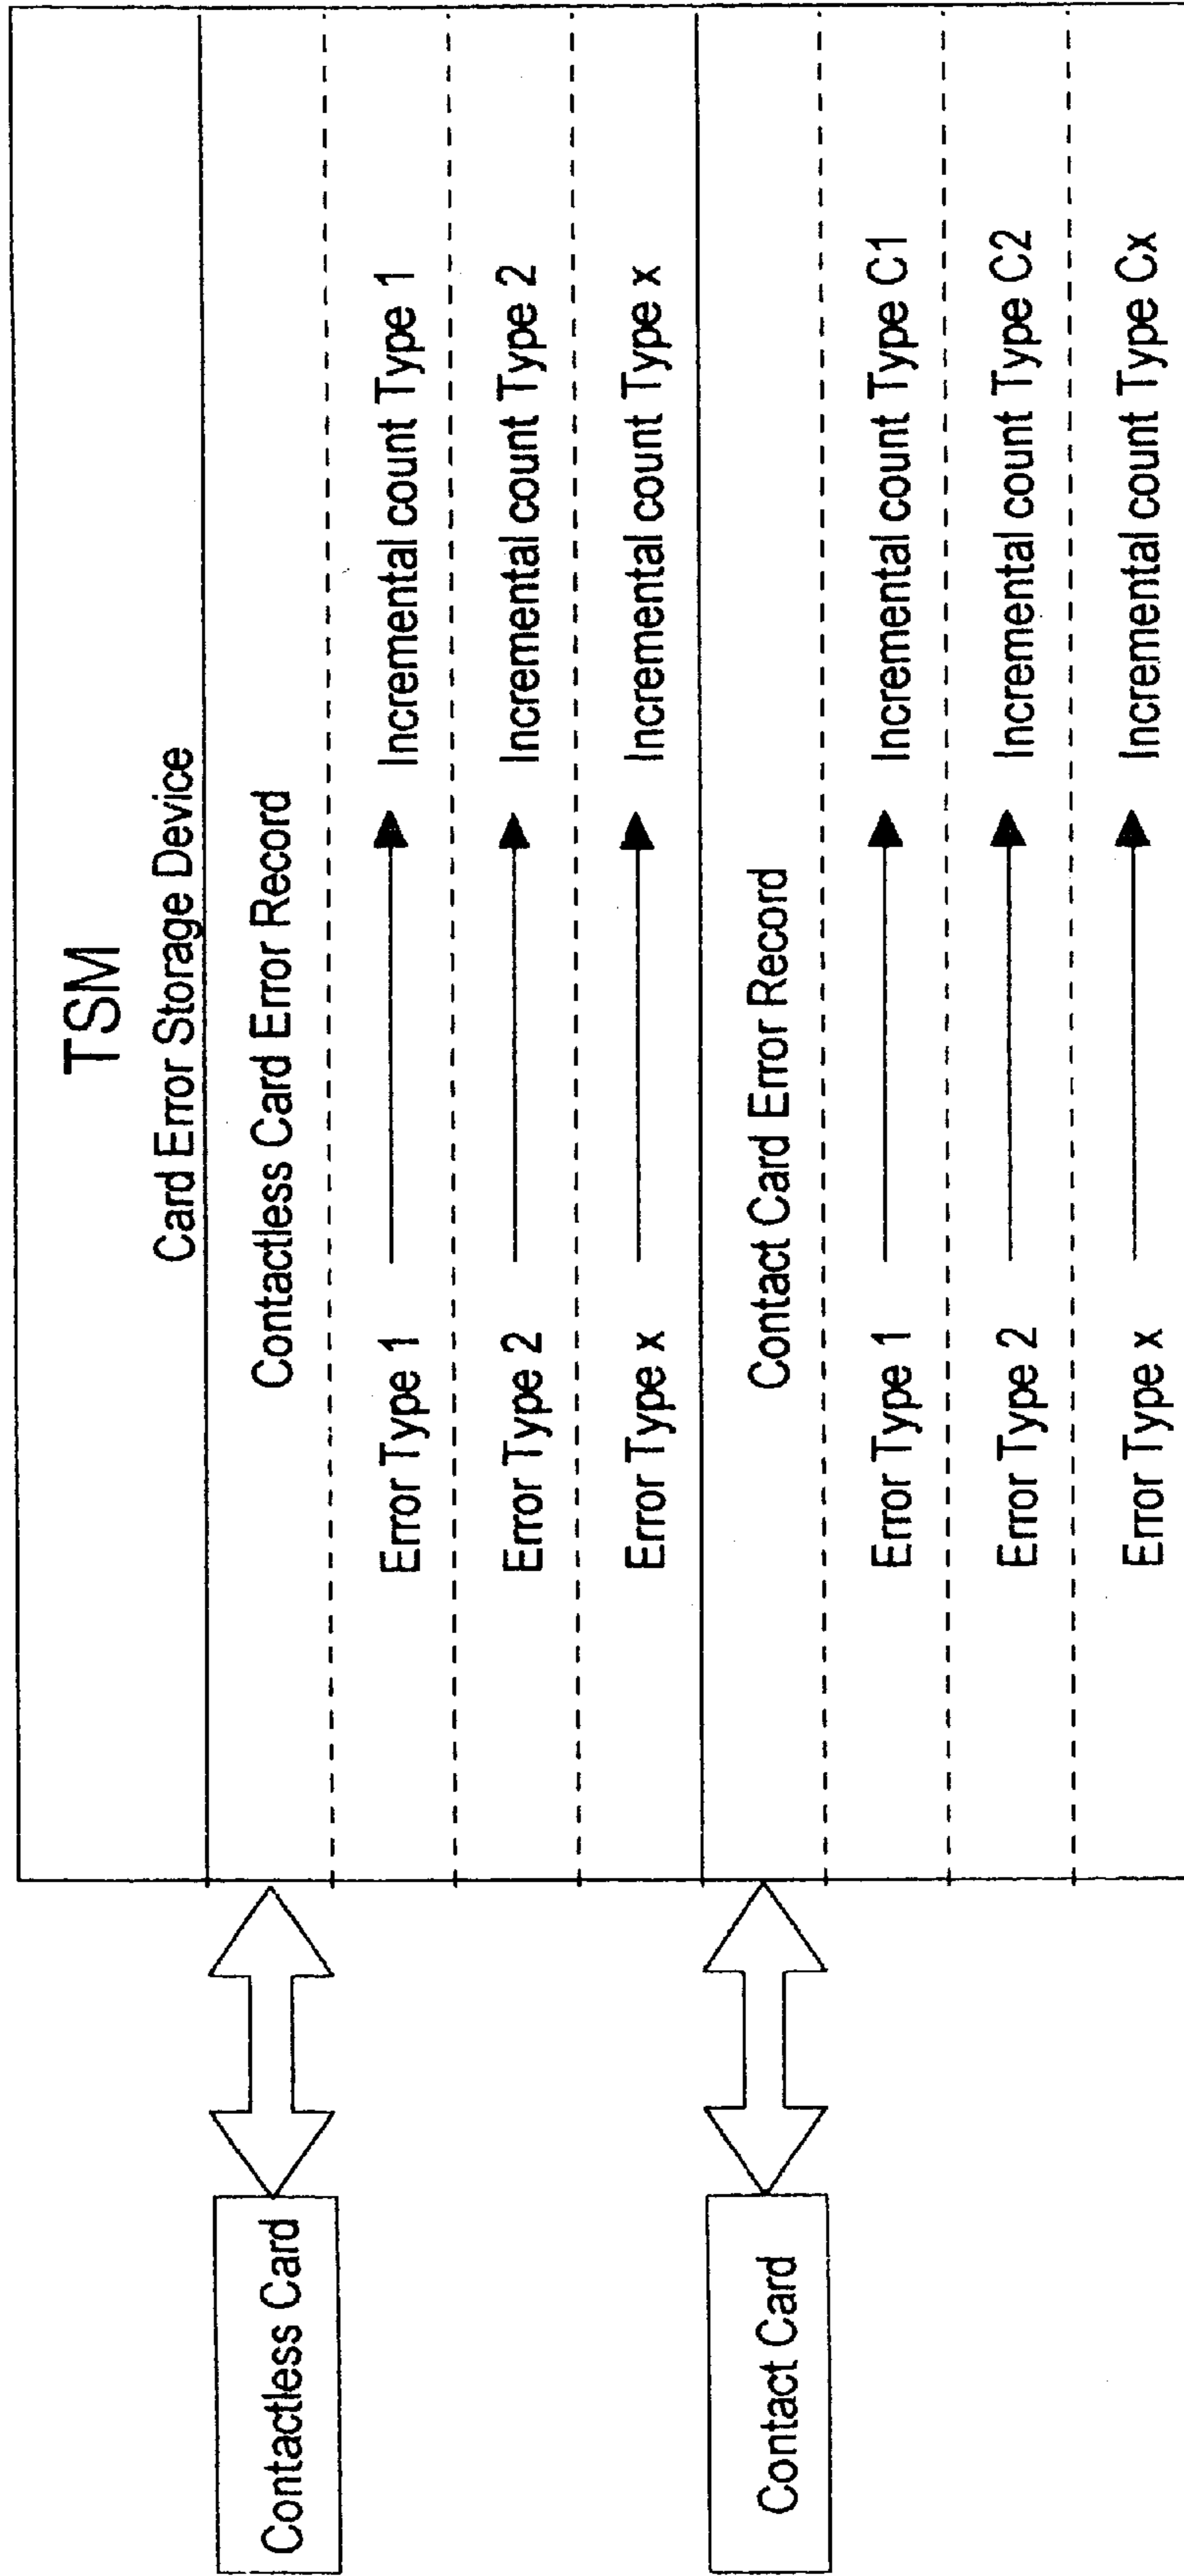 TSM
Card Error Storage Device
Contactless Card
Contactless Card Error Record
Error Type 1 Incremental count Type 1
Error Type 2 Incremental count Type 2
Error Type x Incremental count Type x
Contact Card
Contact Card Error Record
Error Type 1 Incremental count Type C1
Error Type 2 Incremental count Type C2
Error Type x Incremental count Type Cx